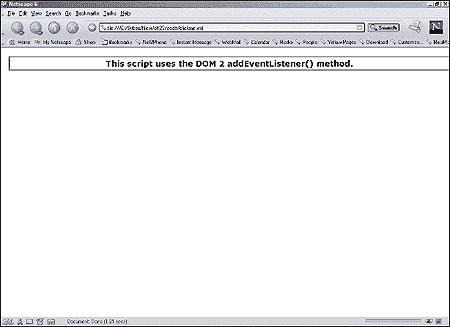 Netscape 6
File Edit View Search Go Bookmarks Tasks Help
Search N
Home My Netscape Shop Bookmarks Net2Phone Instant Message WebMail Calendar Radio People Yellow Pages Download Customize...
This script uses the DOM 2 addEventListener() method.
Document: Done